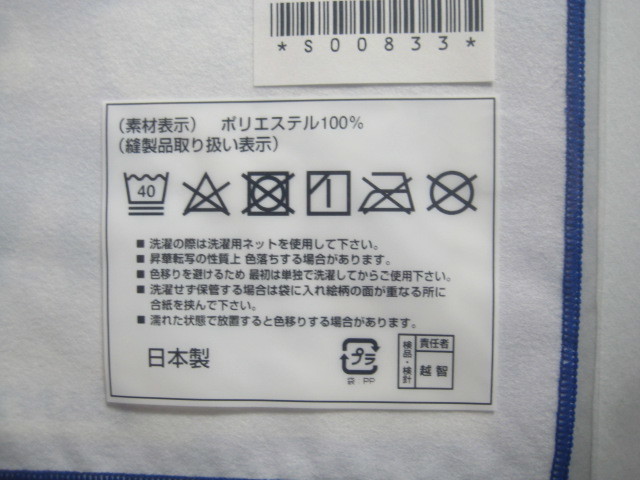 *S00833*
(素材表示) ポリエステル100%
(縫製品取り扱い表示)
40
■洗濯の際は洗濯用ネットを使用して下さい。
■昇華転写の性質上 色落ちする場合があります。
■色移りを避けるため 最初は単独で洗濯してからご使用下さい。
■洗濯せず保管する場合は袋に入れ絵柄の面が重なる所に
合紙を挟んで下さい。
■濡れた状態で放置すると色移りする場合があります。
日本製
プラ
袋:PP
検品・検針
責任者
越智